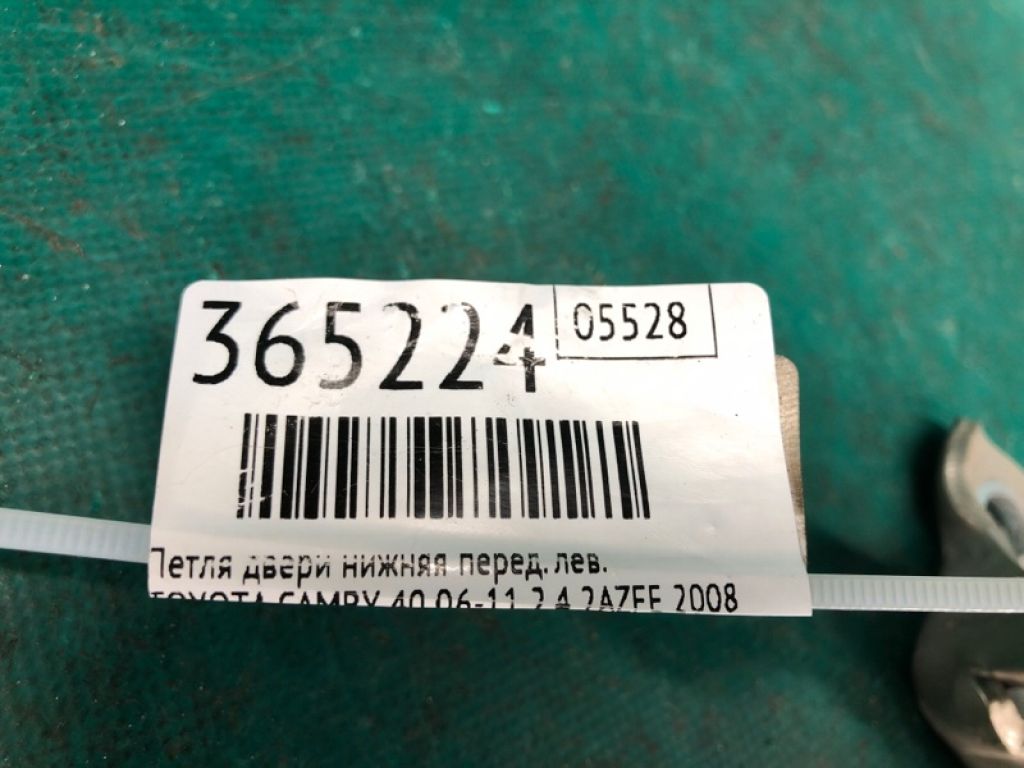 365224
05528
Петля двери нижняя перед. лев.
TOYOTA CAMRY 40 06-11 2.4 2AZFE 2008